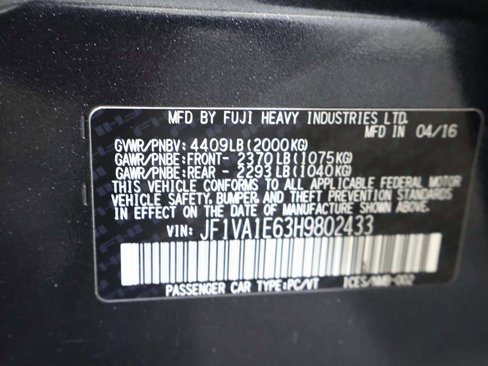 MFD BY FUJI HEAVY INDUSTRIES LTD.
MFD IN 04/16
GVWR/PNBV: 4409LB(2000KG)
GAWR/PNBE:FRONT- 2370LB(1075KG)
GAWR/PNBE:REAR - 2293LB(1040KG)
THIS VEHICLE CONFORMS TO ALL APPLICABLE FEDERAL MOTOR
VEHICLE SAFETY, BUMPER, AND THEFT PREVENTION STANDARDS
IN EFFECT ON THE DATE OF MANUFACTURE SHOWN ABOVE.
VIN: JF1VA1E63H9802433
PASSENGER CAR TYPE:PC/VT ICES/NMB-002